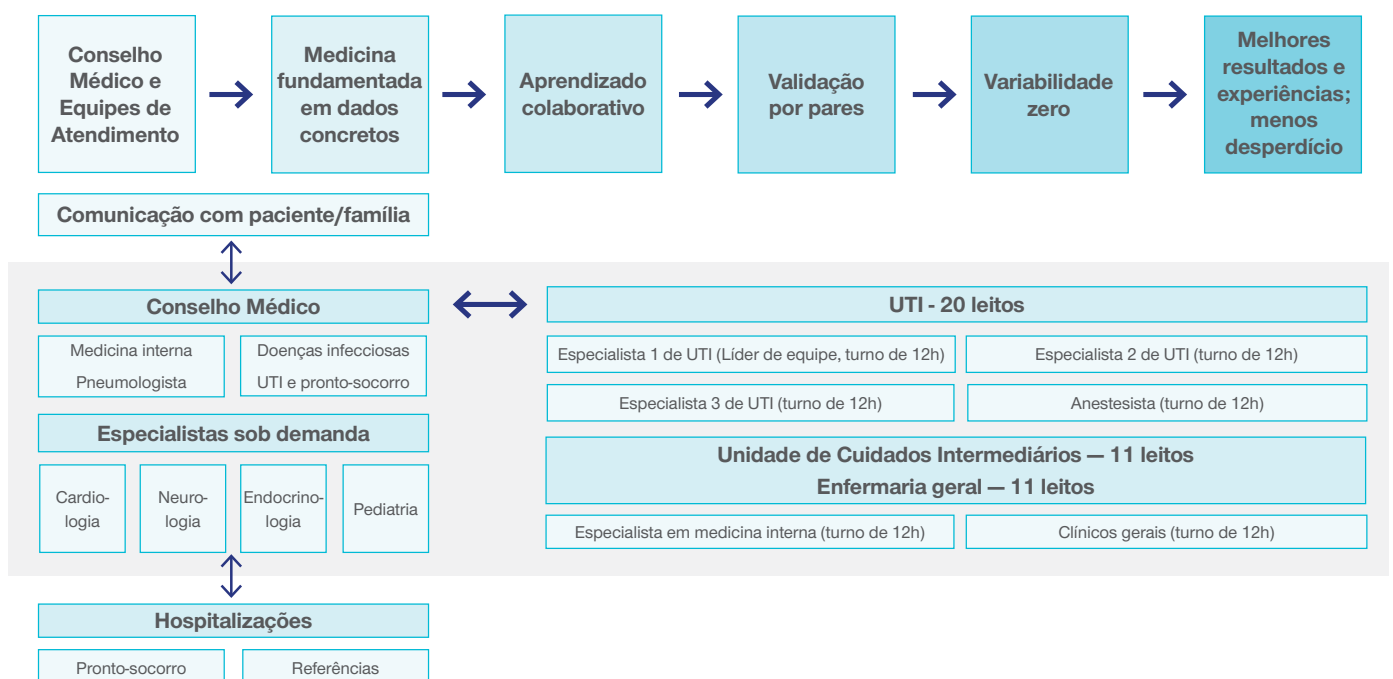 Conselho
Médico e
Equipes de
Atendimento
Medicina
fundamentada
em dados
concretos
Aprendizado
colaborativo
Validação
por pares
Variabilidade
zero
Melhores
resultados e
experiências;
menos
desperdício
Comunicação com paciente/família
Conselho Médico
Medicina interna
Pneumologista
Doenças infecciosas
UTI e pronto-socorro
Especialistas sob demanda
Cardio-
logia
Neuro-
logia
Endocrino-
logia
Pediatria
Hospitalizações
Pronto-socorro
Referências
UTI - 20 leitos
Especialista 1 de UTI (Líder de equipe, turno de 12h)
Especialista 2 de UTI (turno de 12h)
Especialista 3 de UTI (turno de 12h)
Anestesista (turno de 12h)
Unidade de Cuidados Intermediários — 11 leitos
Enfermaria geral — 11 leitos
Especialista em medicina interna (turno de 12h)
Clínicos gerais (turno de 12h)